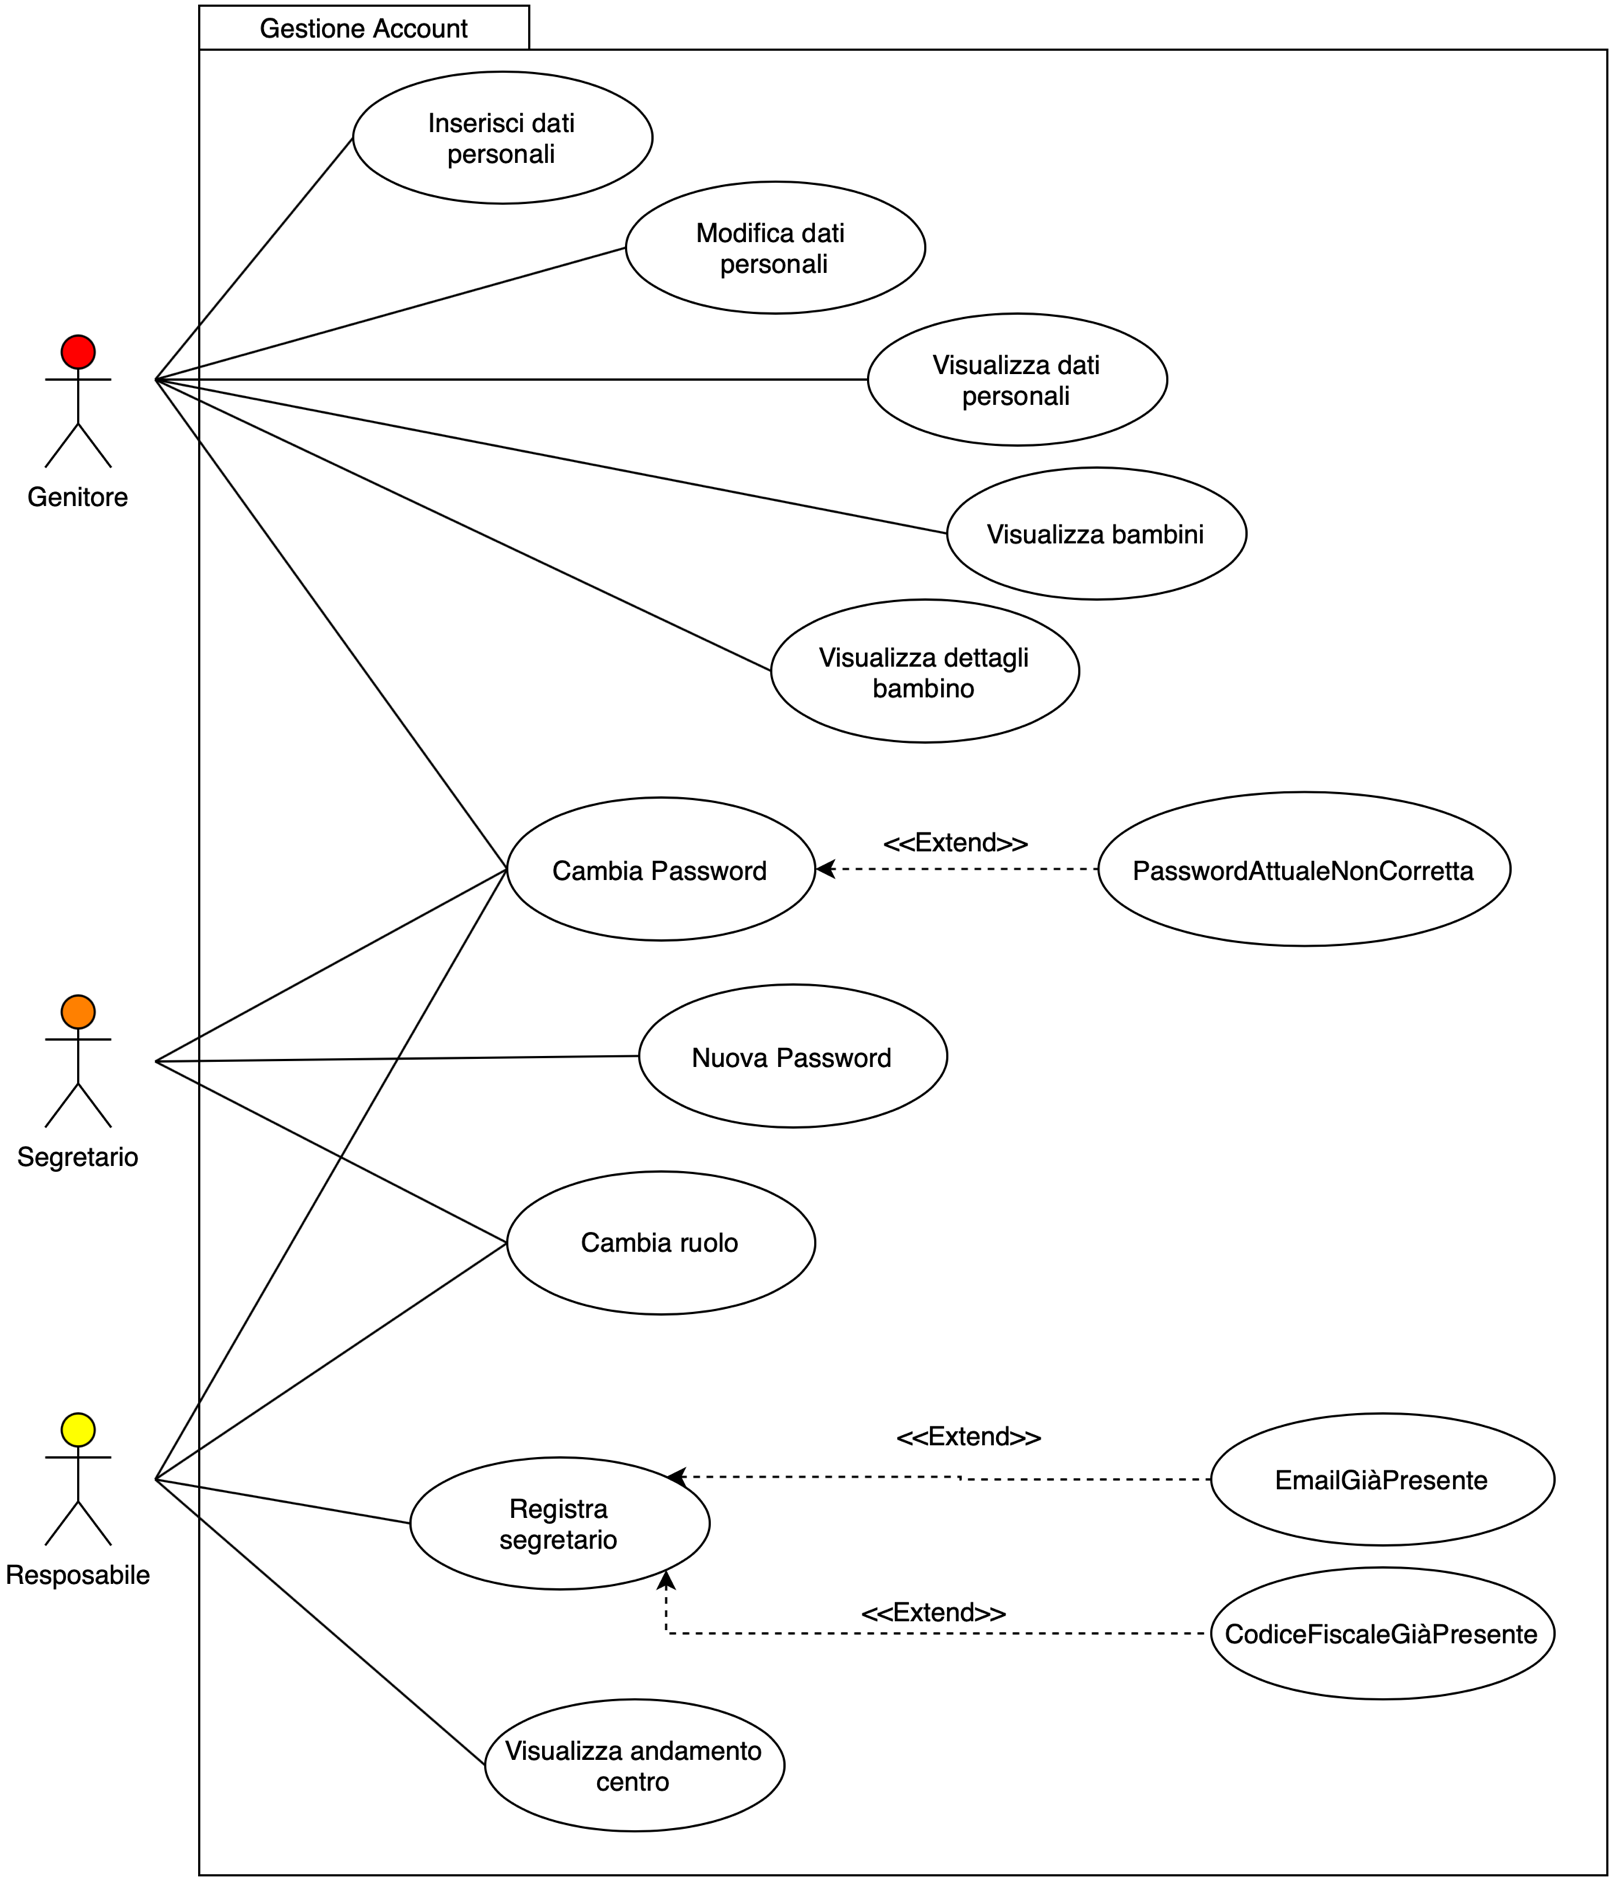 Gestione Account
Inserisci dati
personali
Modifica dati
personali
Visualizza dati
personali
Genitore
Visualizza bambini
Visualizza dettagli
bambino
Cambia Password
<<Extend>>
PasswordAttualeNonCorretta
Segretario
Nuova Password
Cambia ruolo
Resposabile
Registra
segretario
<<Extend>>
EmailGiàPresente
<<Extend>>
CodiceFiscaleGiàPresente
Visualizza andamento
centro